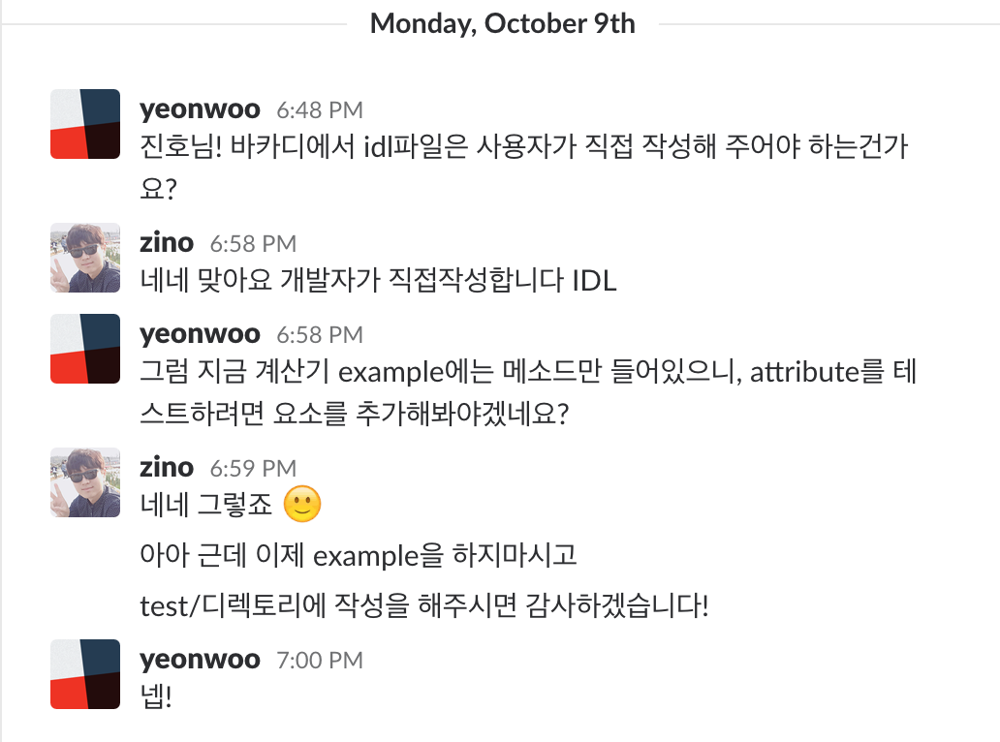 Monday, October 9th
yeonwoo 6:48 PM
진호님! 바카디에서 idl파일은 사용자가 직접 작성해 주어야 하는건가
요?
zino 6:58 PM
네네 맞아요 개발자가 직접작성합니다 IDL
yeonwoo 6:58 PM
그럼 지금 계산기 example에는 메소드만 들어있으니, attribute를 테
스트하려면 요소를 추가해봐야겠네요?
zino 6:59 PM
네네 그렇죠 🙂
아아 근데 이제 example을 하지마시고
test/디렉토리에 작성을 해주시면 감사하겠습니다!
yeonwoo 7:00 PM
넵!